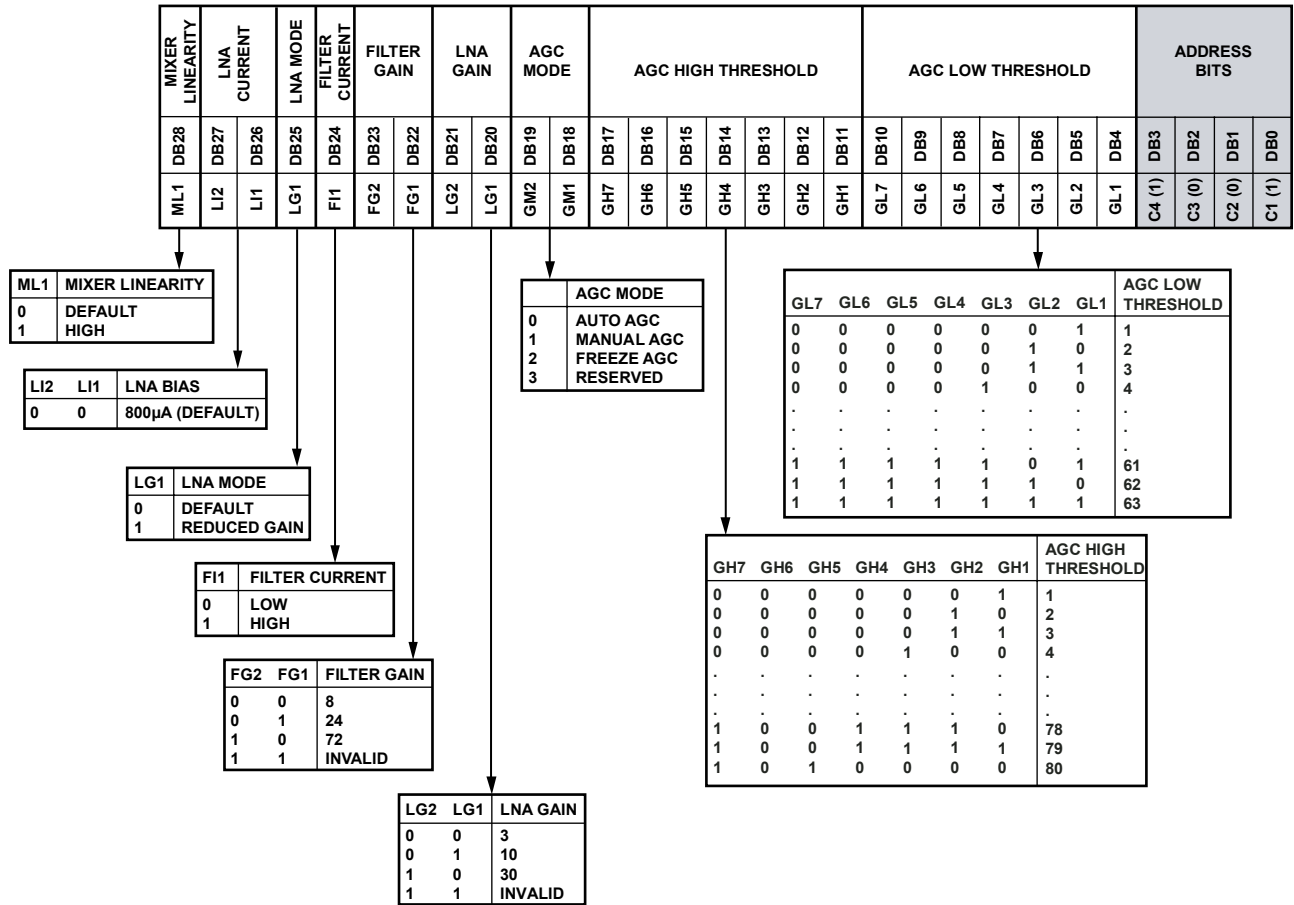 MIXER LINEARITY
LNA CURRENT
LNA MODE
FILTER CURRENT
FILTER GAIN
LNA GAIN
AGC MODE
AGC HIGH THRESHOLD
AGC LOW THRESHOLD
ADDRESS BITS
DB28 DB27 DB26 DB25 DB24 DB23 DB22 DB21 DB20 DB19 DB18 DB17 DB16 DB15 DB14 DB13 DB12 DB11 DB10 DB9 DB8 DB7 DB6 DB5 DB4 DB3 DB2 DB1 DB0
ML1 LI2 LI1 LG1 FI1 FG2 FG1 LG2 LG1 GM2 GM1 GH7 GH6 GH5 GH4 GH3 GH2 GH1 GL7 GL6 GL5 GL4 GL3 GL2 GL1 C4 (1) C3 (0) C2 (0) C1 (1)
ML1 MIXER LINEARITY
0 DEFAULT
1 HIGH
LI2 LI1 LNA BIAS
0 0 800µA (DEFAULT)
LG1 LNA MODE
0 DEFAULT
1 REDUCED GAIN
FI1 FILTER CURRENT
0 LOW
1 HIGH
FG2 FG1 FILTER GAIN
0 0 8
0 1 24
1 0 72
1 1 INVALID
LG2 LG1 LNA GAIN
0 0 3
0 1 10
1 0 30
1 1 INVALID
AGC MODE
0 AUTO AGC
1 MANUAL AGC
2 FREEZE AGC
3 RESERVED
GL7 GL6 GL5 GL4 GL3 GL2 GL1 AGC LOW THRESHOLD
0 0 0 0 0 0 1 1
0 0 0 0 0 1 0 2
0 0 0 0 0 1 1 3
0 0 0 0 1 0 0 4
. . . . . . . .
. . . . . . . .
. . . . . . . .
1 1 1 1 1 0 1 61
1 1 1 1 1 1 0 62
1 1 1 1 1 1 1 63
GH7 GH6 GH5 GH4 GH3 GH2 GH1 AGC HIGH THRESHOLD
0 0 0 0 0 0 1 1
0 0 0 0 0 1 0 2
0 0 0 0 0 1 1 3
0 0 0 0 1 0 0 4
. . . . . . . .
. . . . . . . .
. . . . . . . .
1 0 0 1 1 1 0 78
1 0 0 1 1 1 1 79
1 0 1 0 0 0 0 80